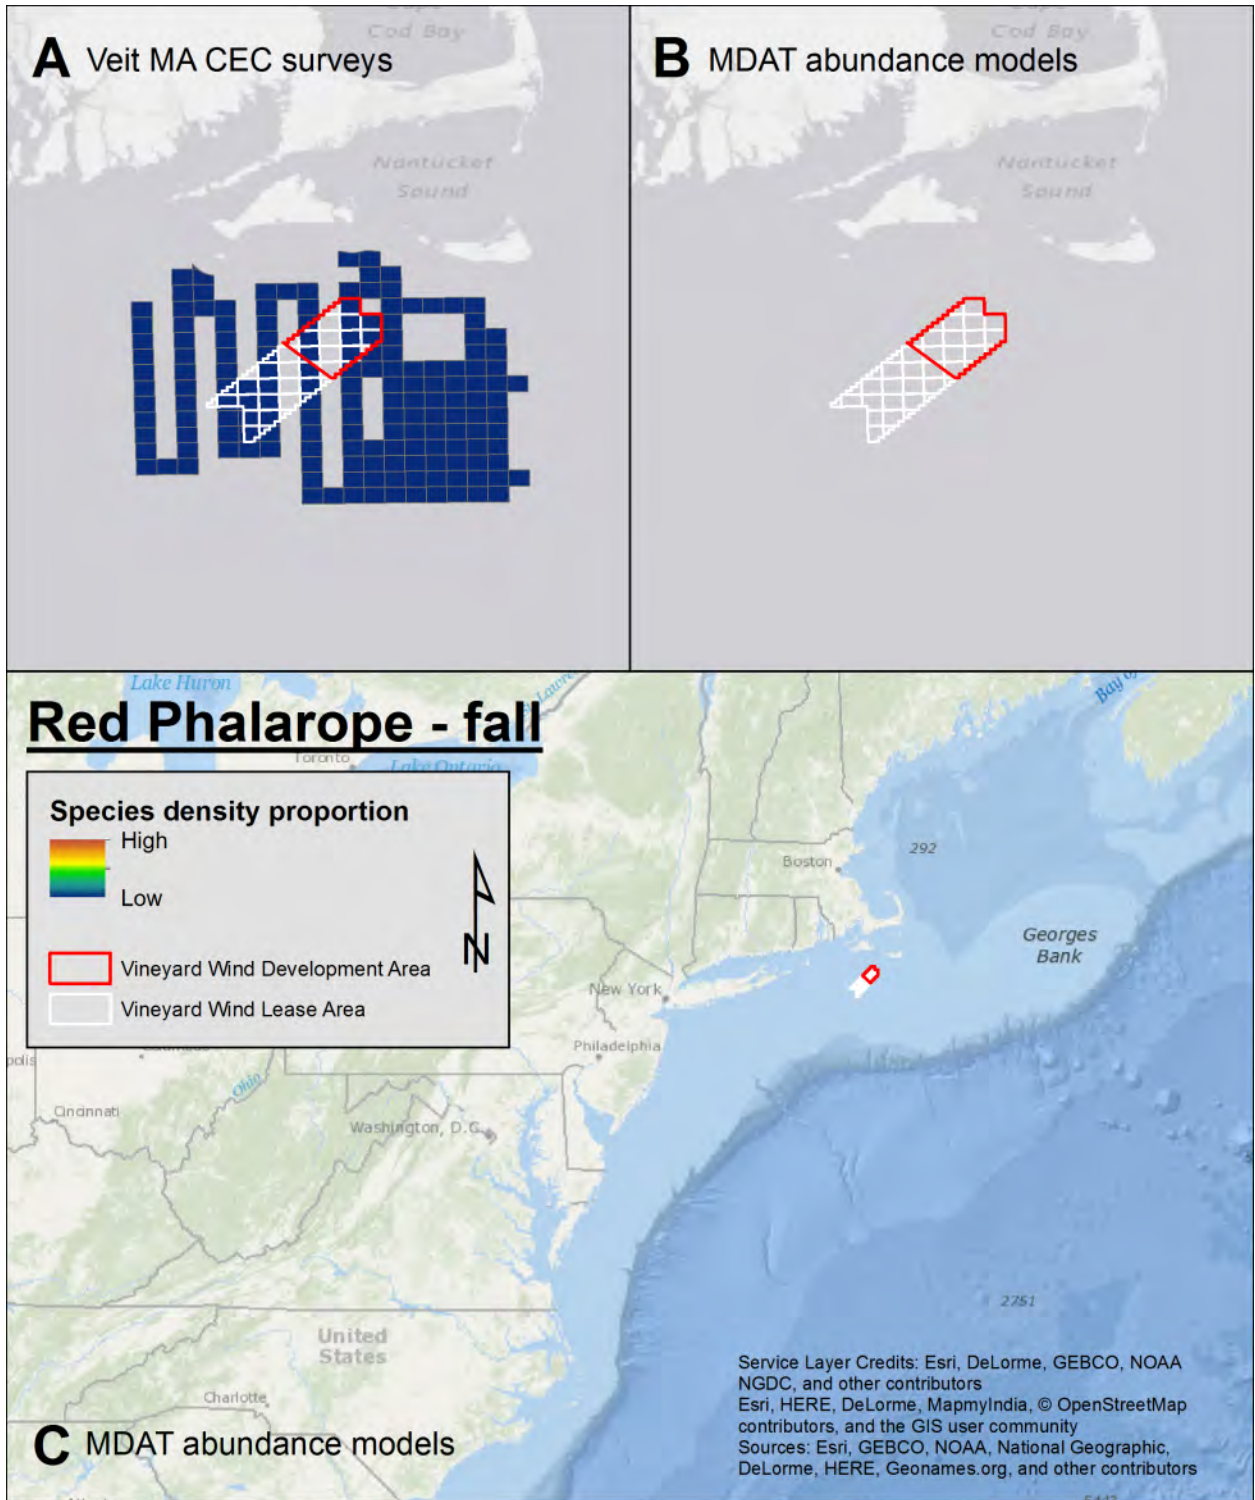 Cape
Cod Bay
A Veit MA CEC surveys
Nantucket
Sound
Cape
Cod Bay
B MDAT abundance models
Nantucket
Sound
Lake Huron
Bay of
Red Phalarope - fall
Toronto
Lake Ontario
Species density proportion
High
Low
N
Vineyard Wind Development Area
Vineyard Wind Lease Area
Boston
292
Georges
Bank
New York
Philadelphia
Ohio
Cincinnati
Washington, D.C.
2751
United
States
Charlotte
Service Layer Credits: Esri, DeLorme, GEBCO, NOAA
NGDC, and other contributors
Esri, HERE, DeLorme, MapmyIndia, © OpenStreetMap
contributors, and the GIS user community
Sources: Esri, GEBCO, NOAA, National Geographic,
DeLorme, HERE, Geonames.org, and other contributors
C MDAT abundance models